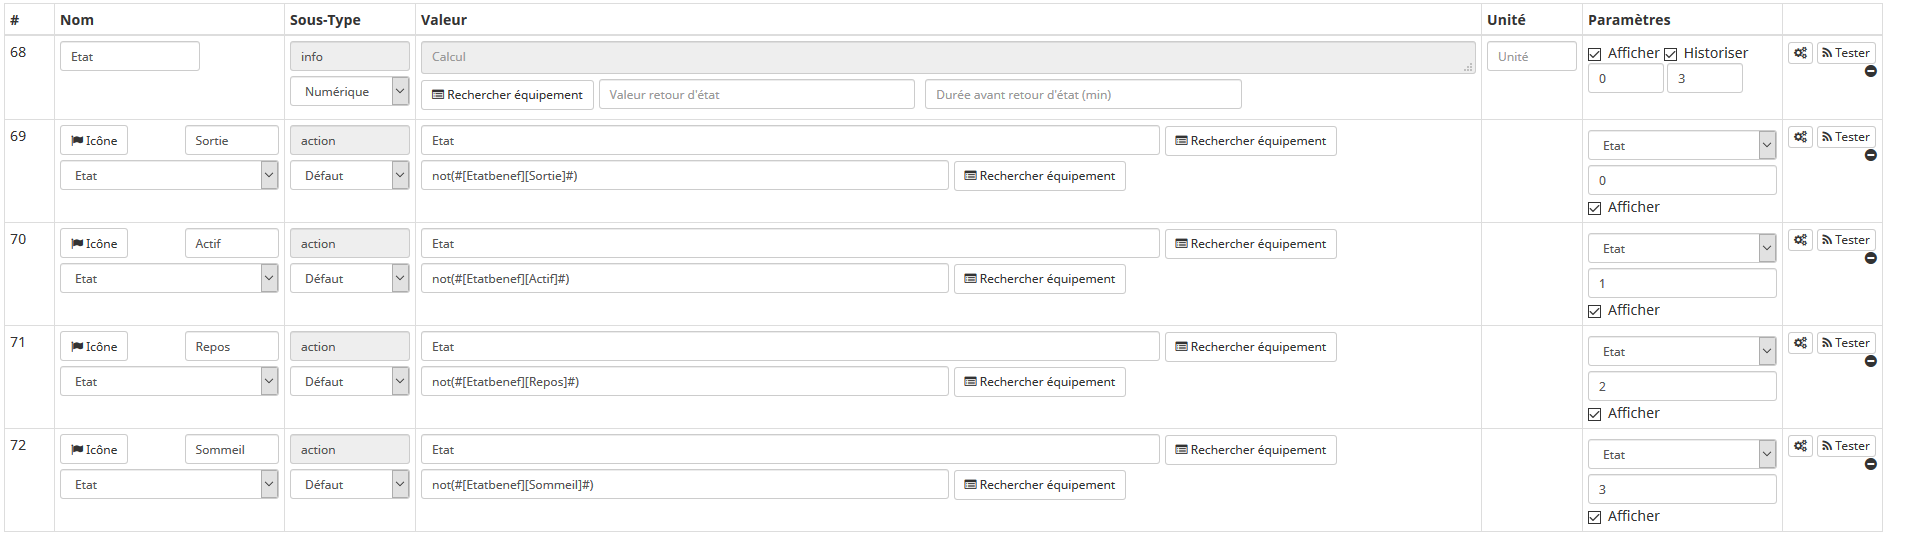 # Nom Sous-Type Valeur Unité Paramètres
68 Etat info Calcul Unité Afficher Historiser Tester
0 3
Numérique Rechercher équipement Valeur retour d'état Durée avant retour d'état (min)
69 Icône Sortie action Etat Rechercher équipement Etat Tester
Etat Défaut not(#[Etatbenef][Sortie]#) Rechercher équipement 0
Afficher
70 Icône Actif action Etat Rechercher équipement Etat Tester
Etat Défaut not(#[Etatbenef][Actif]#) Rechercher équipement 1
Afficher
71 Icône Repos action Etat Rechercher équipement Etat Tester
Etat Défaut not(#[Etatbenef][Repos]#) Rechercher équipement 2
Afficher
72 Icône Sommeil action Etat Rechercher équipement Etat Tester
Etat Défaut not(#[Etatbenef][Sommeil]#) Rechercher équipement 3
Afficher